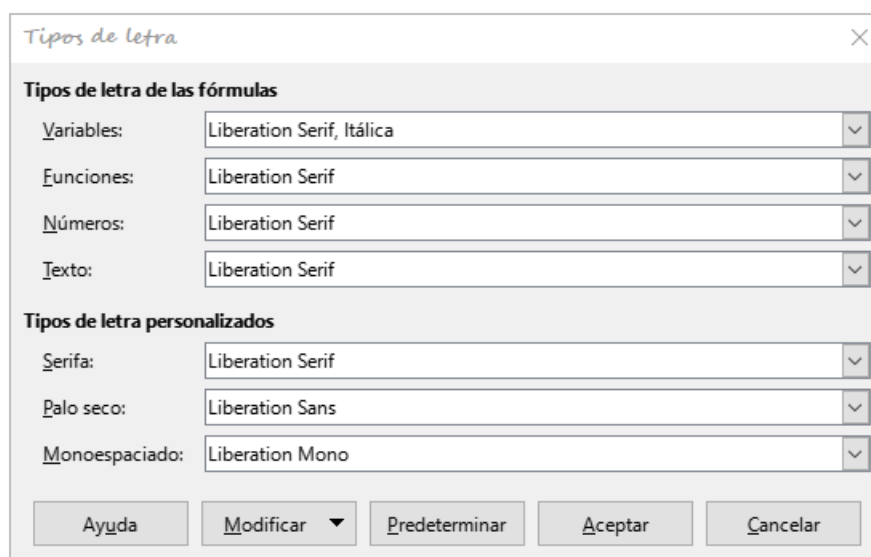 Tipos de letra
Tipos de letra de las fórmulas
Variables: Liberation Serif, Itálica
Funciones: Liberation Serif
Números: Liberation Serif
Texto: Liberation Serif
Tipos de letra personalizados
Serifa: Liberation Serif
Palo seco: Liberation Sans
Monoespaciado: Liberation Mono
Ayuda Modificar Predeterminar Aceptar Cancelar